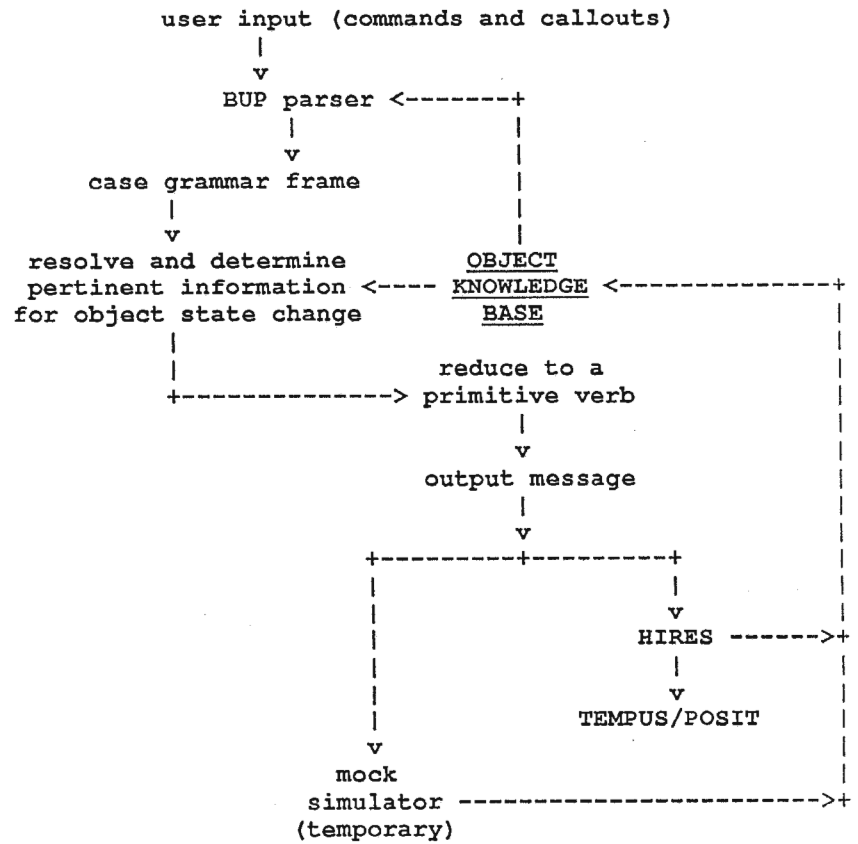 user input (commands and callouts)
|
v
BUP parser <-------+
| |
v |
case grammar frame |
| |
v |
resolve and determine OBJECT
pertinent information <---- KNOWLEDGE <-------------+
for object state change BASE |
| |
| reduce to a |
+--------------> primitive verb |
| |
v |
output message |
| |
v |
+---------+---------+ |
| | |
| v |
| HIRES ------>+
| | |
| v |
| TEMPUS/POSIT |
v |
mock |
simulator ----------------------->+
(temporary)